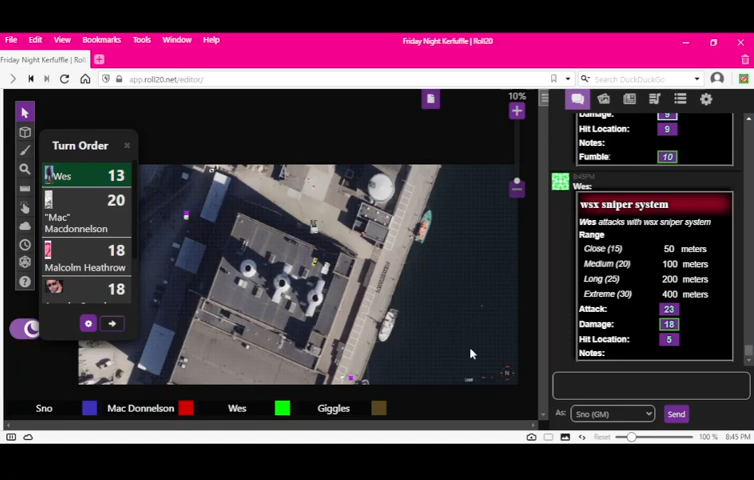 File Edit View Bookmarks Tools Window Help
Friday Night Kerfuffle | Roll20
Friday Night Kerfuffle | Roll
app.roll20.net/editor/
Search DuckDuckGo
10%
Turn Order
Wes 13
20
"Mac"
Macdonnelson
18
Malcolm Heathrow
18
Damage: 9
Hit Location: 9
Notes:
Fumble: 10
8:45PM
Wes:
wsx sniper system
Wes attacks with wsx sniper system
Range
Close (15) 50 meters
Medium (20) 100 meters
Long (25) 200 meters
Extreme (30) 400 meters
Attack: 23
Damage: 18
Hit Location: 5
Notes:
Sno Mac Donnelson Wes Giggles
As: Sno (GM) Send
Reset 100 % 8:45 PM